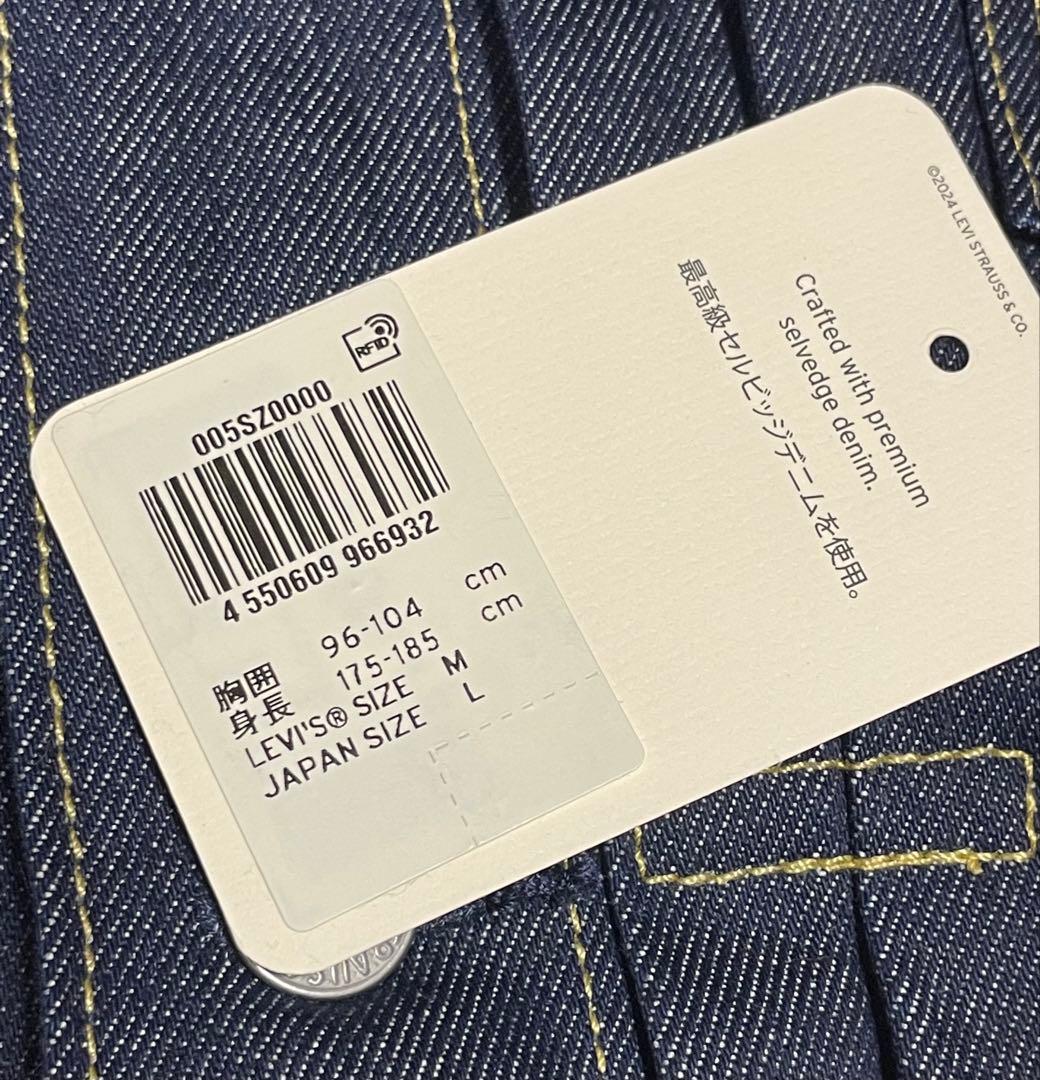 ©2024 LEVI STRAUSS & CO.
Crafted with premium
selvedge denim.
最高級セルビッジデニムを使用。
RFID
005SZ0000
4 550609 966932
胸囲 96-104 cm
身長 175-185 cm
LEVI'S® SIZE M
JAPAN SIZE L